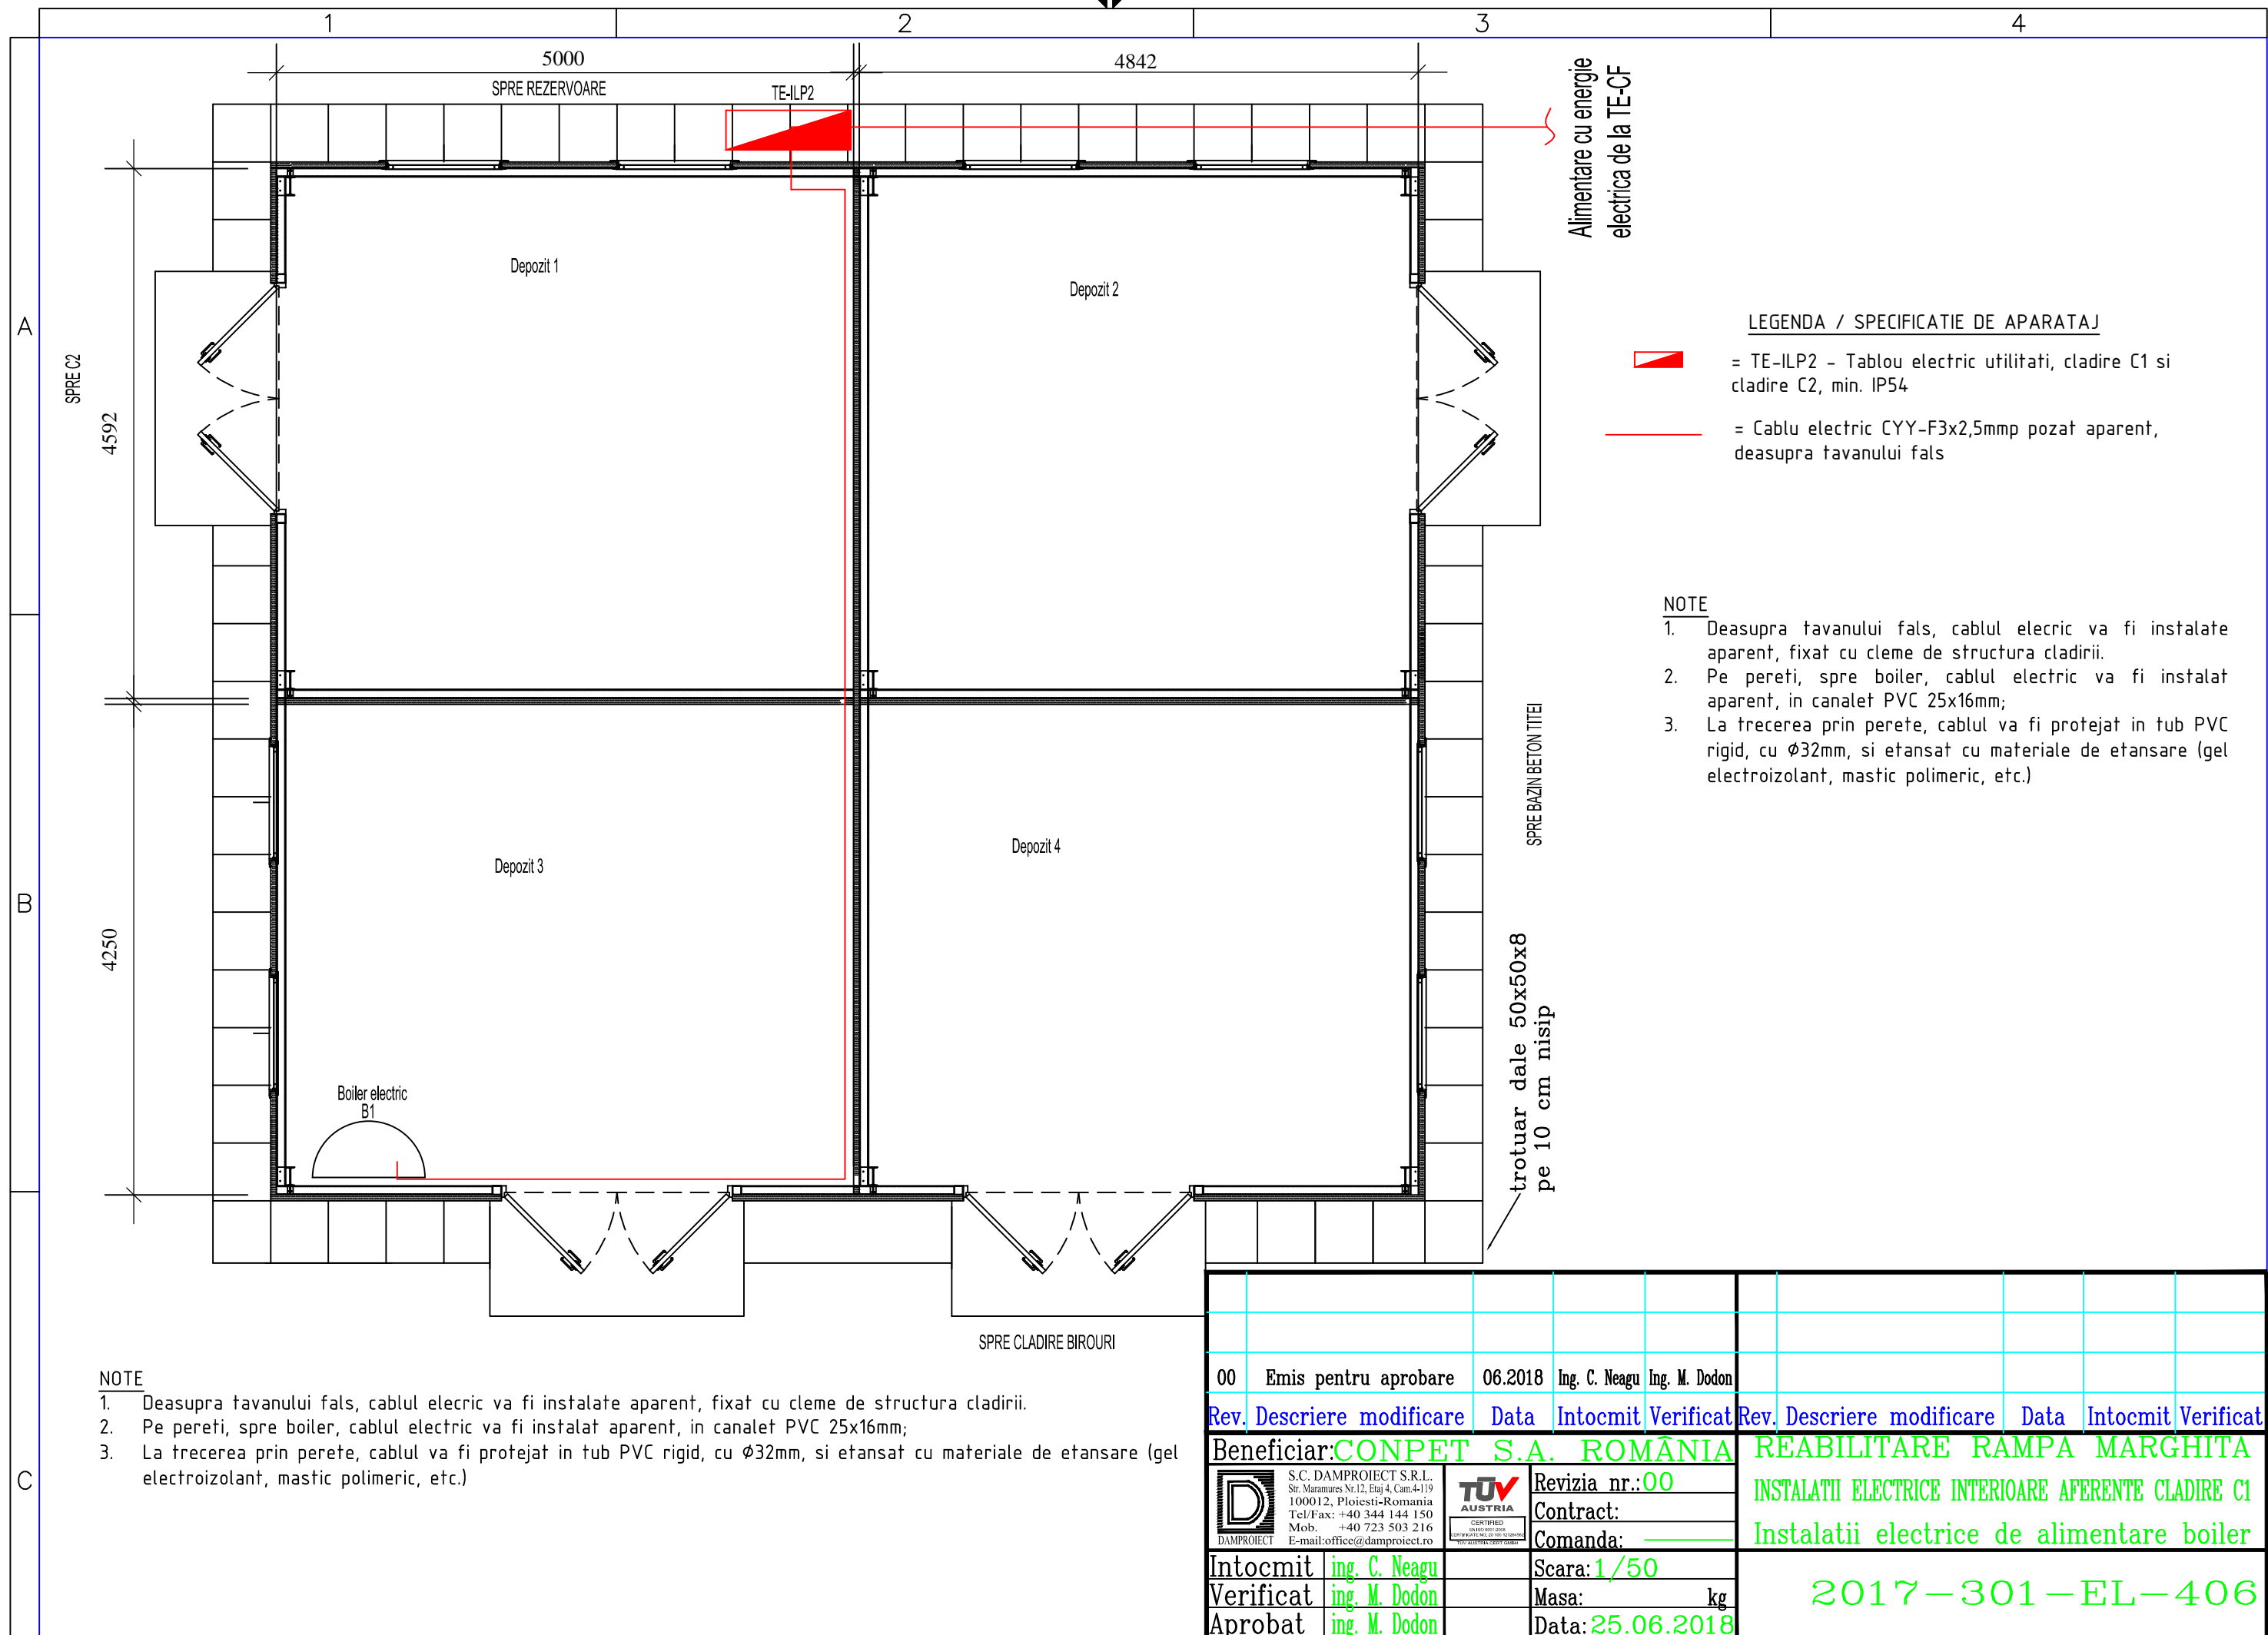 1
2
3
4
5000
4842
SPRE REZERVOARE
TE-ILP2
Alimentare cu energie
electrica de la TE-CF
A
B
C
SPRE C2
4592
4250
Depozit 1
Depozit 2
Depozit 3
Depozit 4
Boiler electric
B1
SPRE BAZIN BETON TITEI
trotuar dale 50x50x8
pe 10 cm nisip
SPRE CLADIRE BIROURI
LEGENDA / SPECIFICATIE DE APARATAJ
= TE-ILP2 - Tablou electric utilitati, cladire C1 si
cladire C2, min. IP54
= Cablu electric CYY-F3x2,5mmp pozat aparent,
deasupra tavanului fals
NOTE
1. Deasupra tavanului fals, cablul elecric va fi instalate
aparent, fixat cu cleme de structura cladirii.
2. Pe pereti, spre boiler, cablul electric va fi instalat
aparent, in canalet PVC 25x16mm;
3. La trecerea prin perete, cablul va fi protejat in tub PVC
rigid, cu Φ32mm, si etansat cu materiale de etansare (gel
electroizolant, mastic polimeric, etc.)
NOTE
1. Deasupra tavanului fals, cablul elecric va fi instalate aparent, fixat cu cleme de structura cladirii.
2. Pe pereti, spre boiler, cablul electric va fi instalat aparent, in canalet PVC 25x16mm;
3. La trecerea prin perete, cablul va fi protejat in tub PVC rigid, cu Φ32mm, si etansat cu materiale de etansare (gel
electroizolant, mastic polimeric, etc.)
00 Emis pentru aprobare 06.2018 Ing. C. Neagu Ing. M. Dodon
Rev. Descriere modificare Data Intocmit Verificat Rev. Descriere modificare Data Intocmit Verificat
Beneficiar: CONPET S.A. ROMÂNIA
REABILITARE RAMPA MARGHITA
INSTALATII ELECTRICE INTERIOARE AFERENTE CLADIRE C1
Instalatii electrice de alimentare boiler
DAMPROIECT
S.C. DAMPROIECT S.R.L.
Str. Maramures Nr.12, Etaj 4, Cam.4-119
100012, Ploiesti-Romania
Tel/Fax: +40 344 144 150
Mob. +40 723 503 216
E-mail:office@damproiect.ro
TÜV
AUSTRIA
CERTIFIED
Revizia nr.:00
Contract:
Comanda:
Intocmit ing. C. Neagu
Verificat ing. M. Dodon
Aprobat ing. M. Dodon
Scara: 1/50
Masa: kg
Data: 25.06.2018
2017-301-EL-406